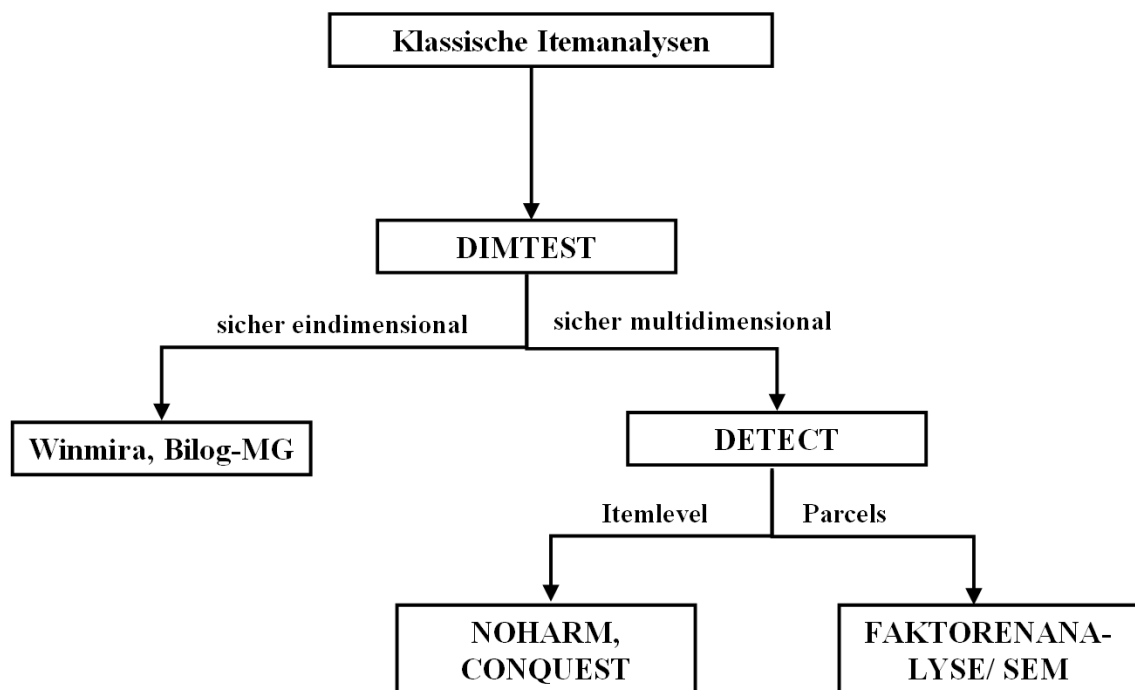 Klassische Itemanalysen
DIMTEST
sicher eindimensional
sicher multidimensional
Winmira, Bilog-MG
DETECT
Itemlevel
Parcels
NOHARM,
CONQUEST
FAKTORENANA-
LYSE/ SEM